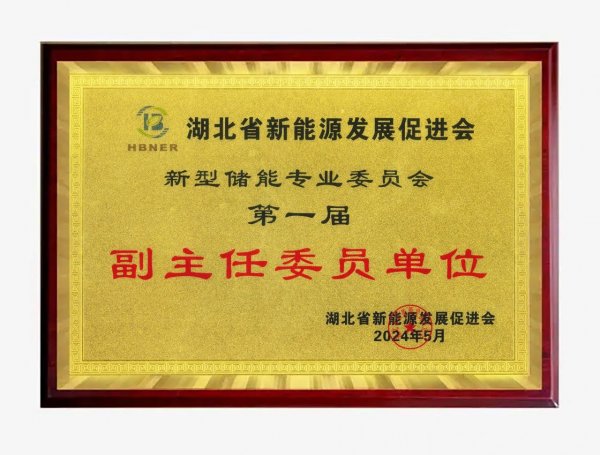 湖北省新能源发展促进会
HBNER
新型储能专业委员会
第一届
副主任委员单位
湖北省新能源发展促进会
2024年5月